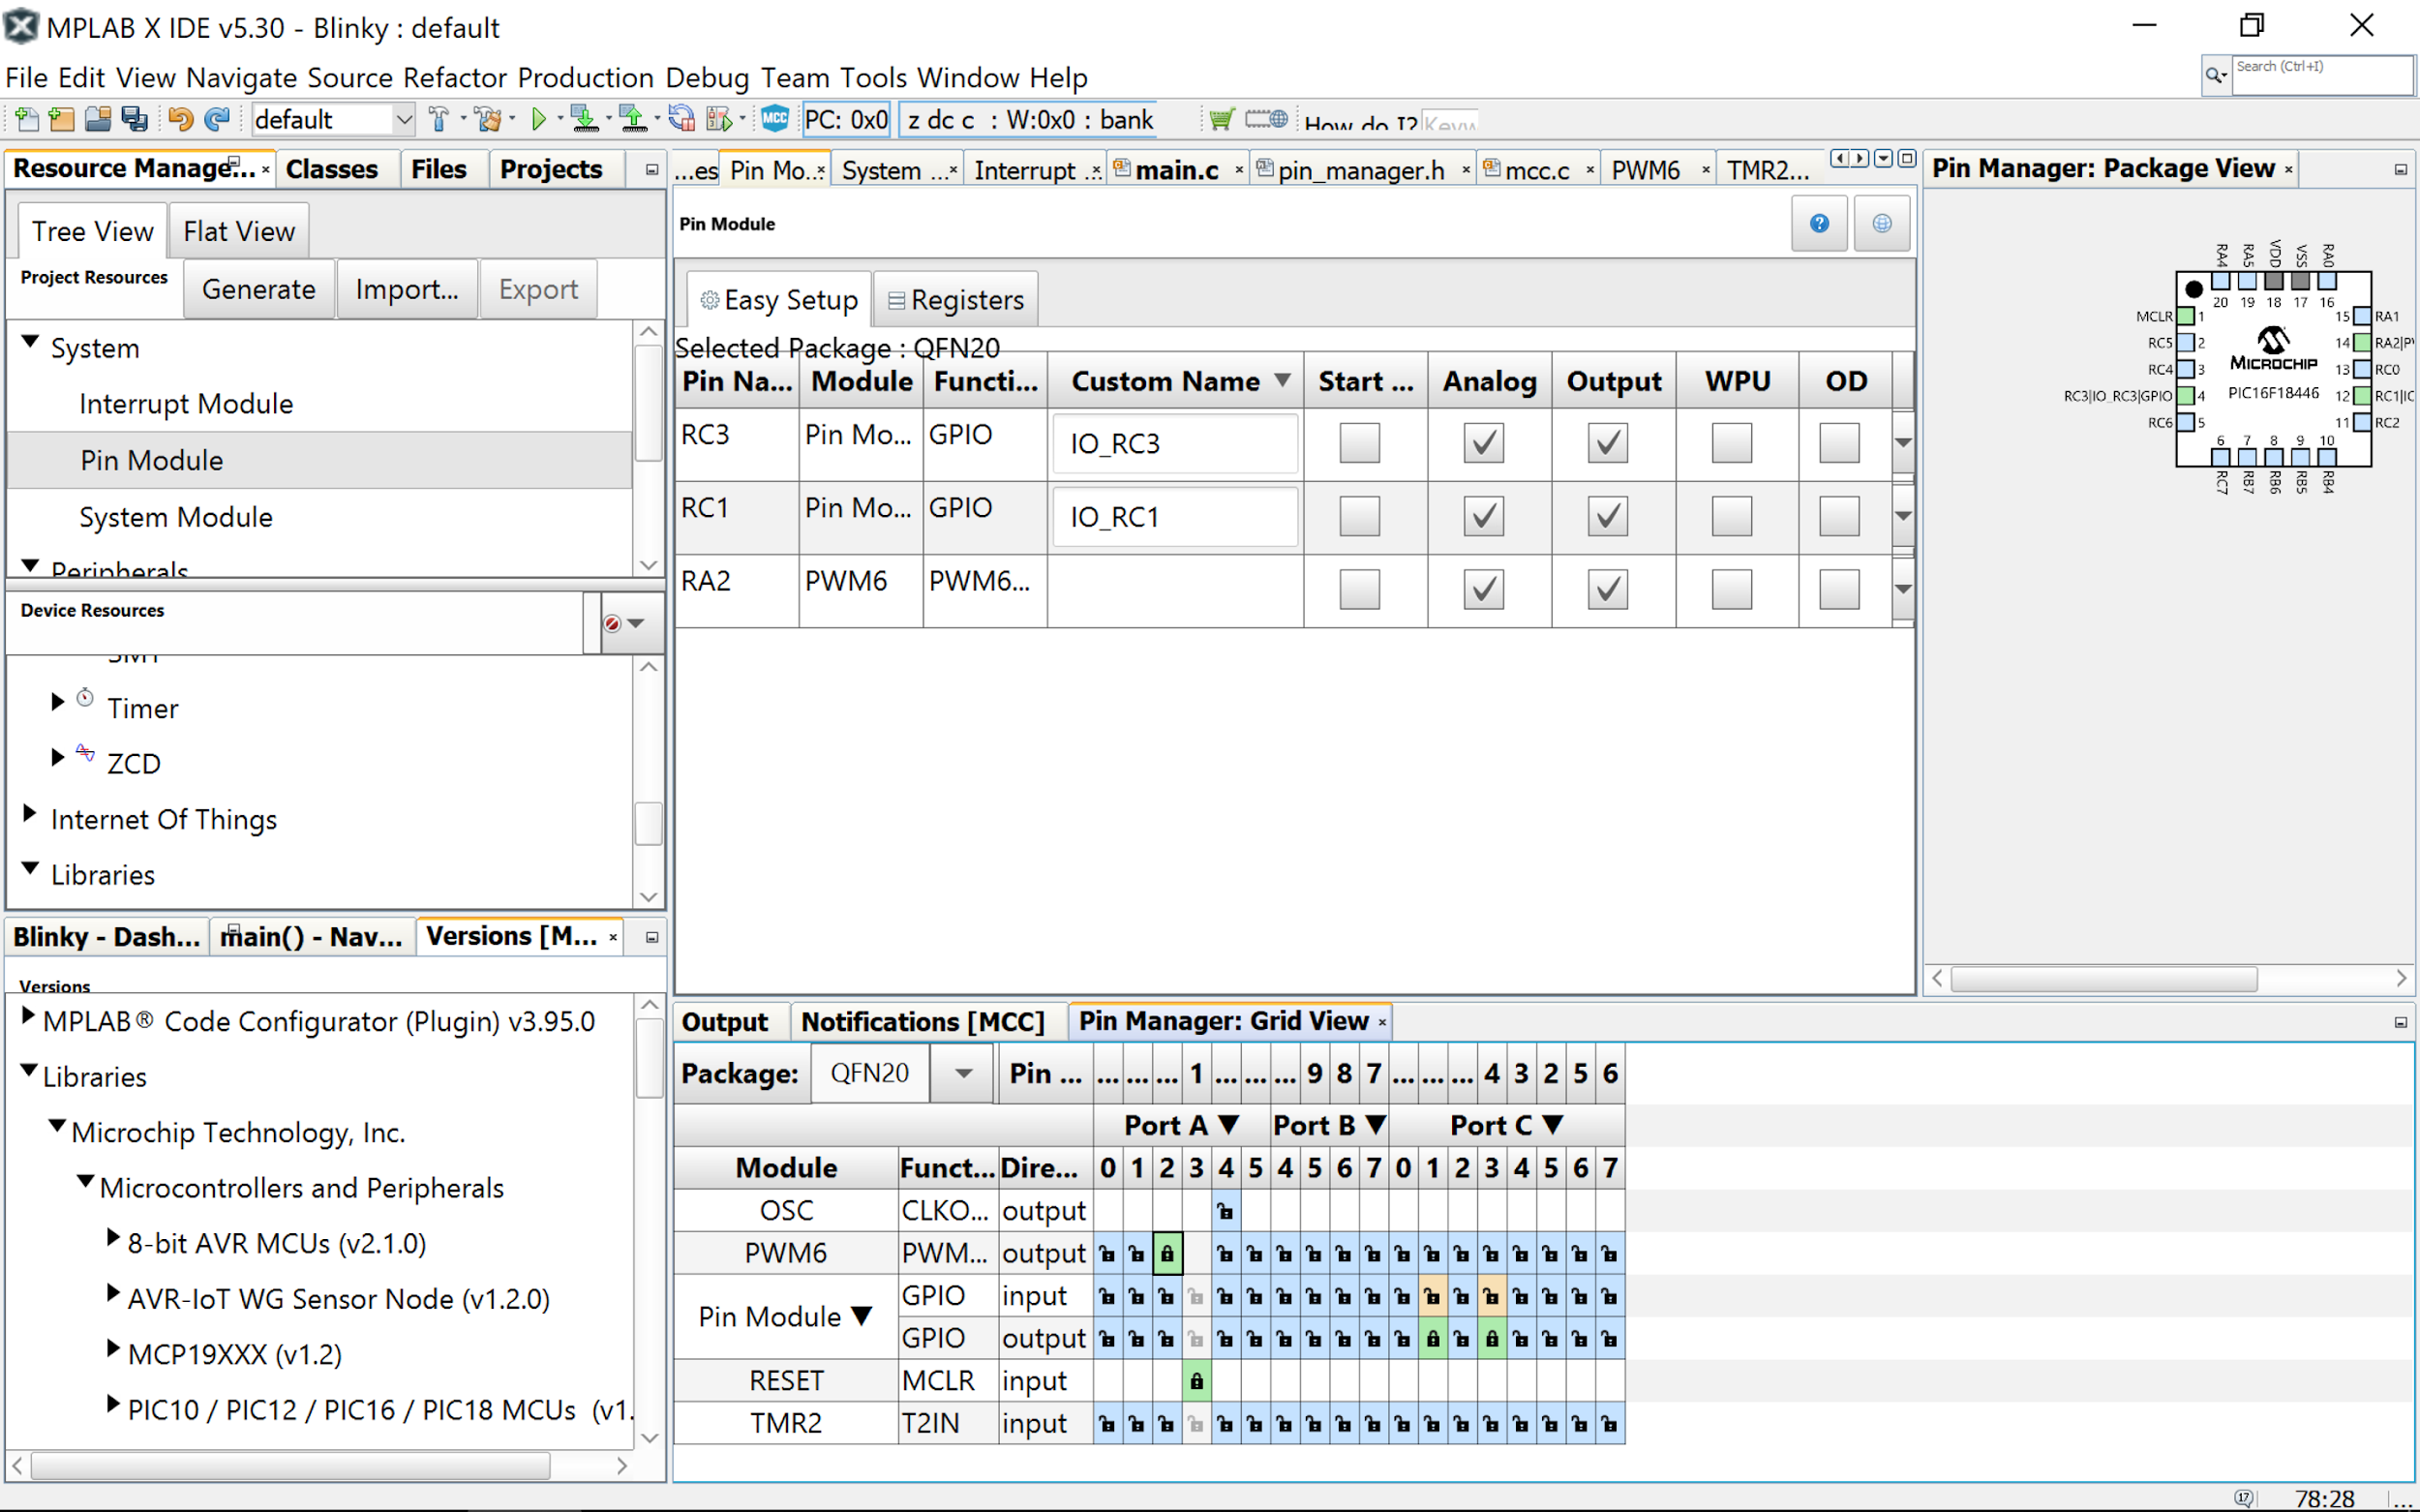 MPLAB X IDE v5.30 - Blinky : default
File Edit View Navigate Source Refactor Production Debug Team Tools Window Help
Search (Ctrl+I)
default
MCC
PC: 0x0
z dc c : W:0x0 : bank
How do I?
Resource Manage... × Classes Files Projects
...es Pin Mo...× System ...× Interrupt ...× main.c × pin_manager.h × mcc.c × PWM6 × TMR2...
Pin Manager: Package View ×
Tree View Flat View
Project Resources Generate Import... Export
System
Interrupt Module
Pin Module
System Module
Peripherals
Device Resources
SMT
Timer
ZCD
Internet Of Things
Libraries
Blinky - Dash... main() - Nav... Versions [M... ×
Versions
MPLAB® Code Configurator (Plugin) v3.95.0
Libraries
Microchip Technology, Inc.
Microcontrollers and Peripherals
8-bit AVR MCUs (v2.1.0)
AVR-IoT WG Sensor Node (v1.2.0)
MCP19XXX (v1.2)
PIC10 / PIC12 / PIC16 / PIC18 MCUs (v1.
Pin Module
Easy Setup Registers
Selected Package : QFN20
Pin Na... Module Functi... Custom Name Start ... Analog Output WPU OD
RC3 Pin Mo... GPIO IO_RC3
RC1 Pin Mo... GPIO IO_RC1
RA2 PWM6 PWM6...
RA4 RA5 VDD VSS RA0
20 19 18 17 16
MCLR 1 15 RA1
RC5 2 14 RA2|P
RC4 3 MICROCHIP 13 RC0
RC3|IO_RC3|GPIO 4 PIC16F18446 12 RC1|IO
RC6 5 11 RC2
6 7 8 9 10
RC7 RB7 RB6 RB5 RB4
Output Notifications [MCC] Pin Manager: Grid View ×
Package: QFN20 Pin ... ... ... ... 1 ... ... ... 9 8 7 ... ... ... 4 3 2 5 6
Port A ▼ Port B ▼ Port C ▼
Module Funct... Dire... 0 1 2 3 4 5 4 5 6 7 0 1 2 3 4 5 6 7
OSC CLKO... output
PWM6 PWM... output
Pin Module ▼ GPIO input
GPIO output
RESET MCLR input
TMR2 T2IN input
17 78:28 ...